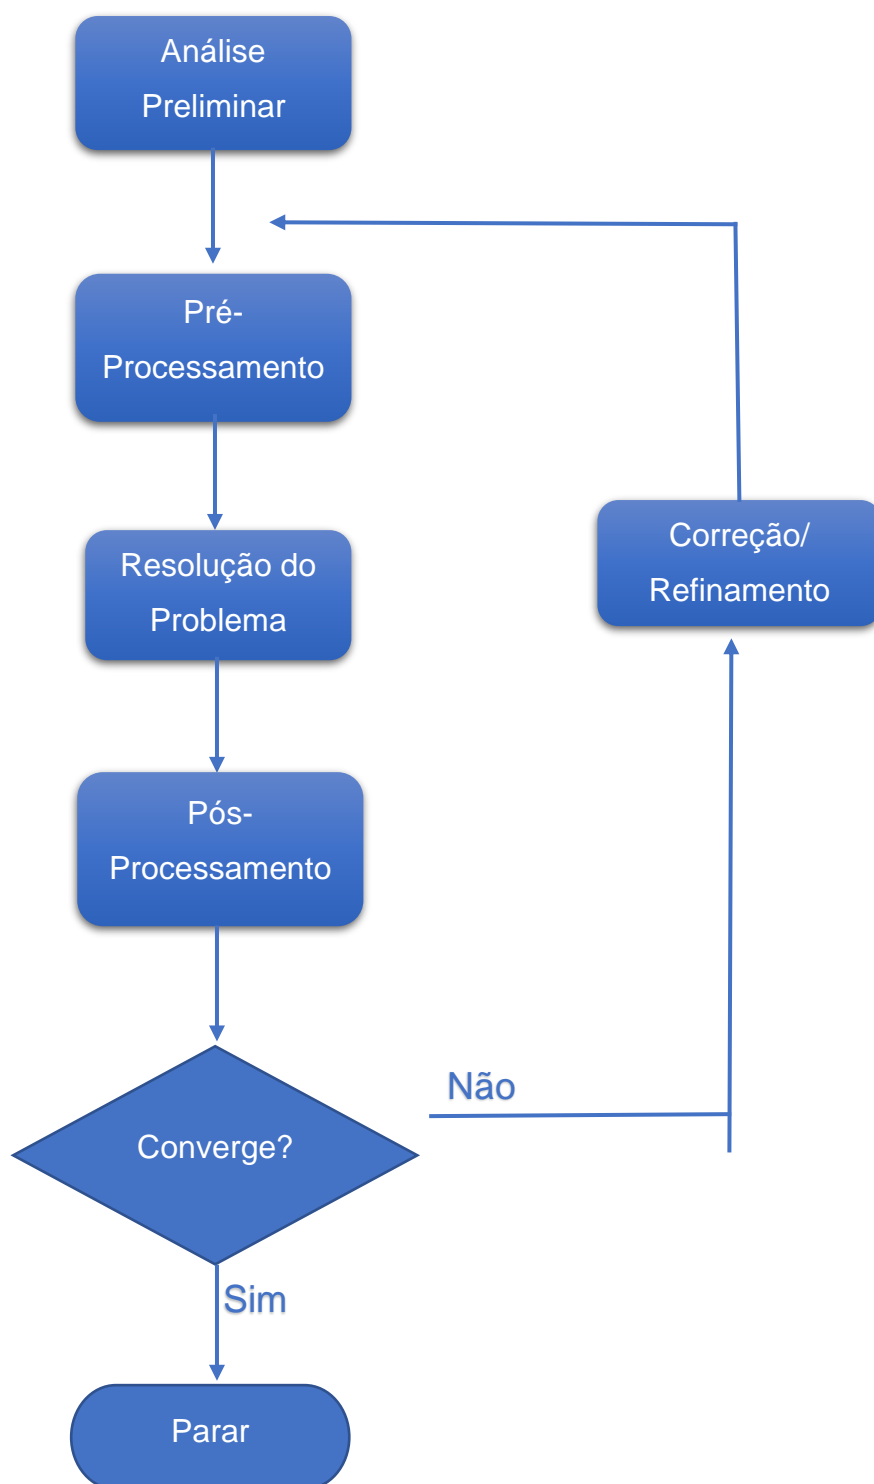 Análise
Preliminar
Pré-
Processamento
Resolução do
Problema
Correção/
Refinamento
Pós-
Processamento
Não
Converge?
Sim
Parar